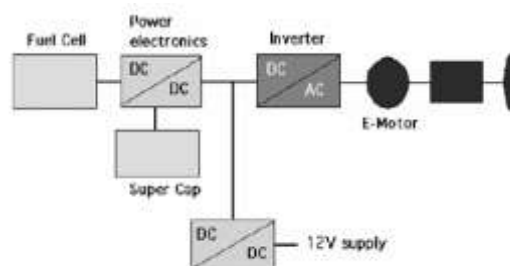 Power
electronics
Fuel Cell
Inverter
DC
DC
DC
AC
E-Motor
Super Cap
DC
DC
12V supply